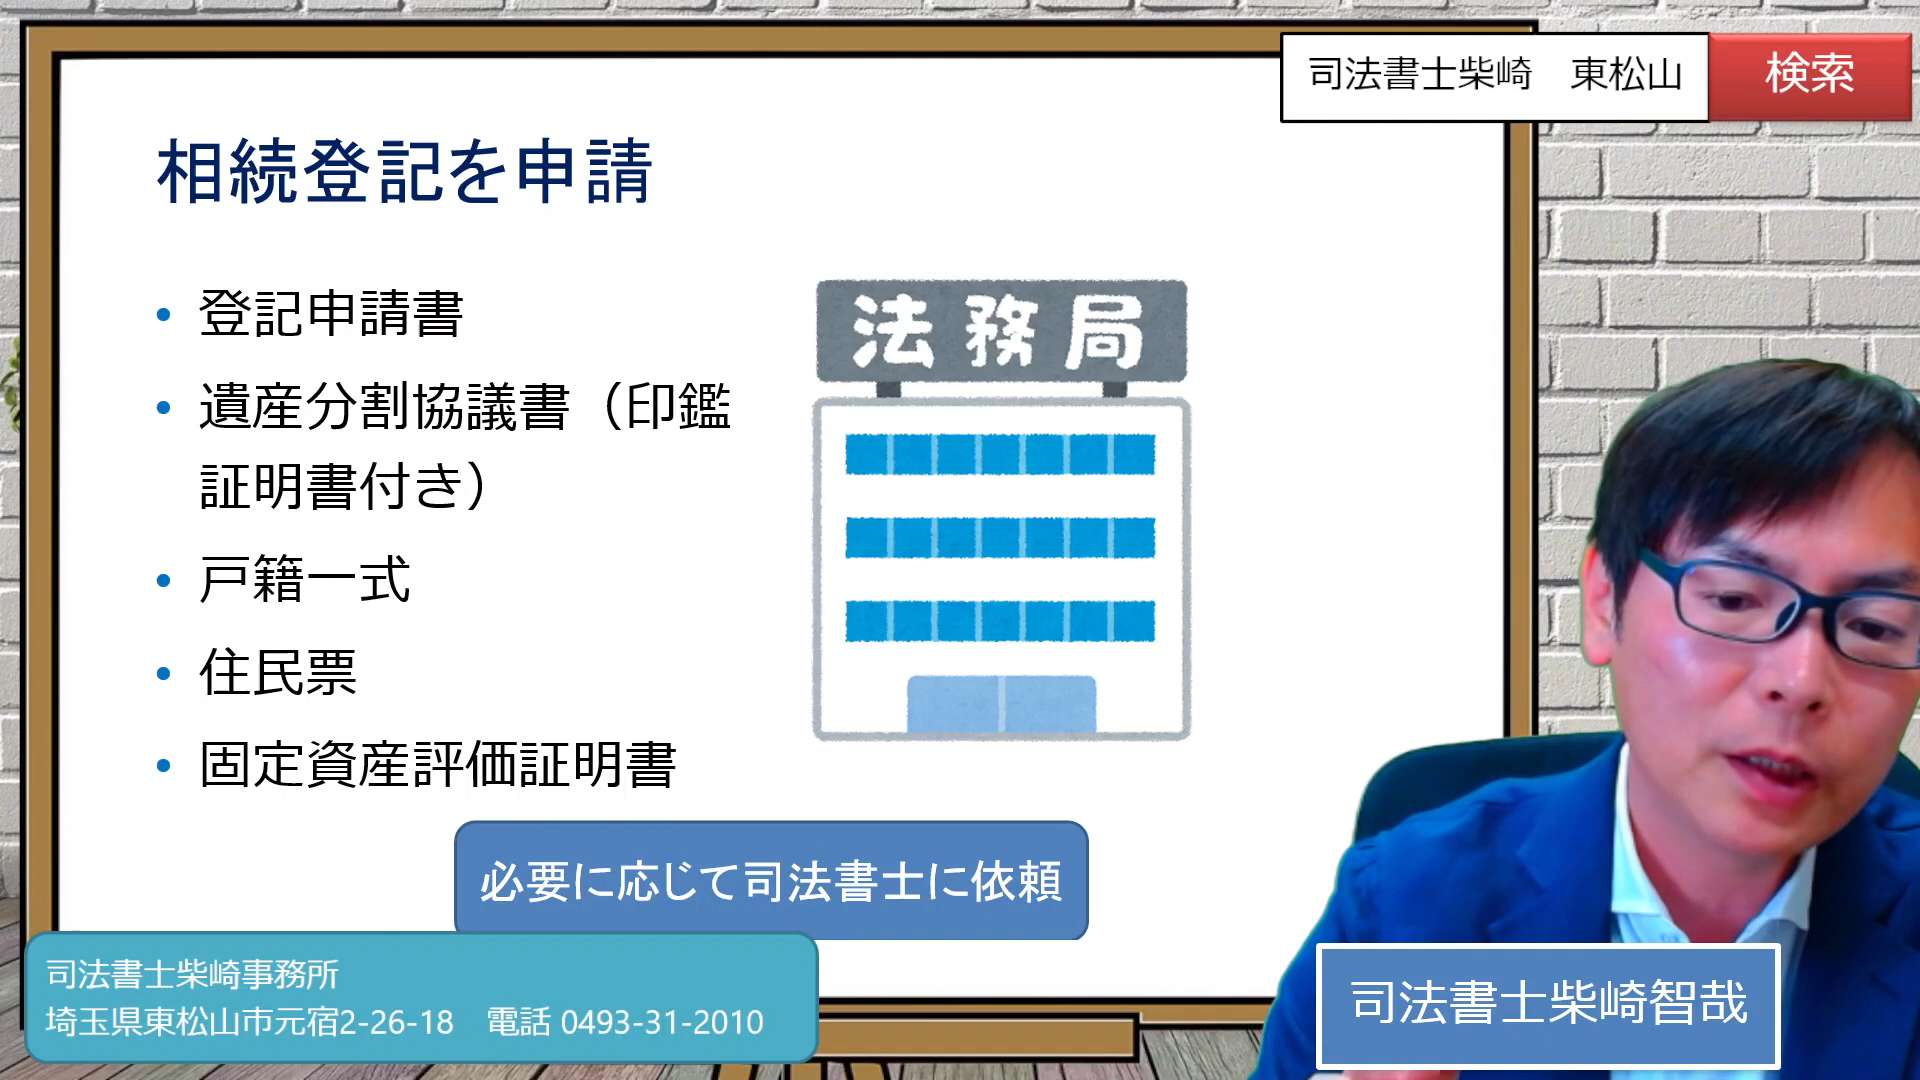 司法書士柴崎　東松山
検索
相続登記を申請
• 登記申請書
• 遺産分割協議書（印鑑
証明書付き）
• 戸籍一式
• 住民票
• 固定資産評価証明書
法務局
必要に応じて司法書士に依頼
司法書士柴崎事務所
埼玉県東松山市元宿2-26-18　電話 0493-31-2010
司法書士柴崎智哉